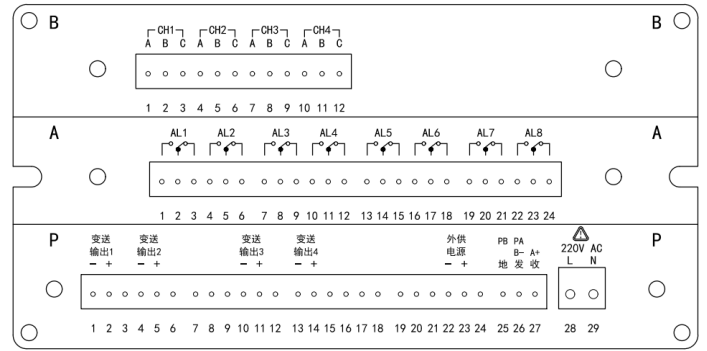 B CH1 CH2 CH3 CH4 B
A B C A B C A B C A B C
1 2 3 4 5 6 7 8 9 10 11 12
A AL1 AL2 AL3 AL4 AL5 AL6 AL7 AL8 A
1 2 3 4 5 6 7 8 9 10 11 12 13 14 15 16 17 18 19 20 21 22 23 24
P 变送 变送 变送 变送 外供 PB PA P
输出1 输出2 输出3 输出4 电源 B- A+ 220V AC
- + - + - + - + - + 地 发 收 L N
1 2 3 4 5 6 7 8 9 10 11 12 13 14 15 16 17 18 19 20 21 22 23 24 25 26 27 28 29